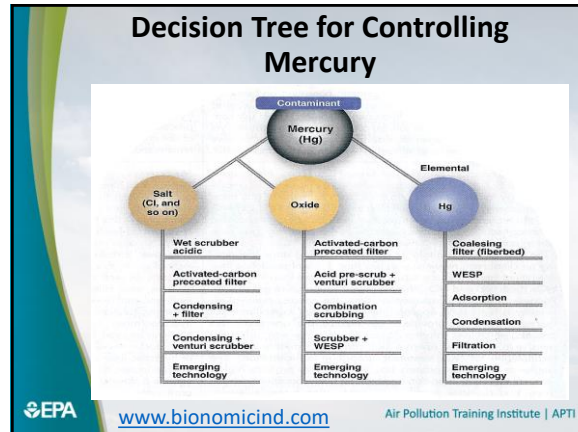 Decision Tree for Controlling
Mercury
Contaminant
Mercury
(Hg)
Elemental
Salt
(Cl, and
so on)
Oxide
Hg
Wet scrubber
acidic
Activated-carbon
precoated filter
Condensing
+ filter
Condensing +
venturi scrubber
Emerging
technology
Activated-carbon
precoated filter
Acid pre-scrub +
venturi scrubber
Combination
scrubbing
Scrubber +
WESP
Emerging
technology
Coalesing
filter (fiberbed)
WESP
Adsorption
Condensation
Filtration
Emerging
technology
EPA
www.bionomicind.com
Air Pollution Training Institute | APTI